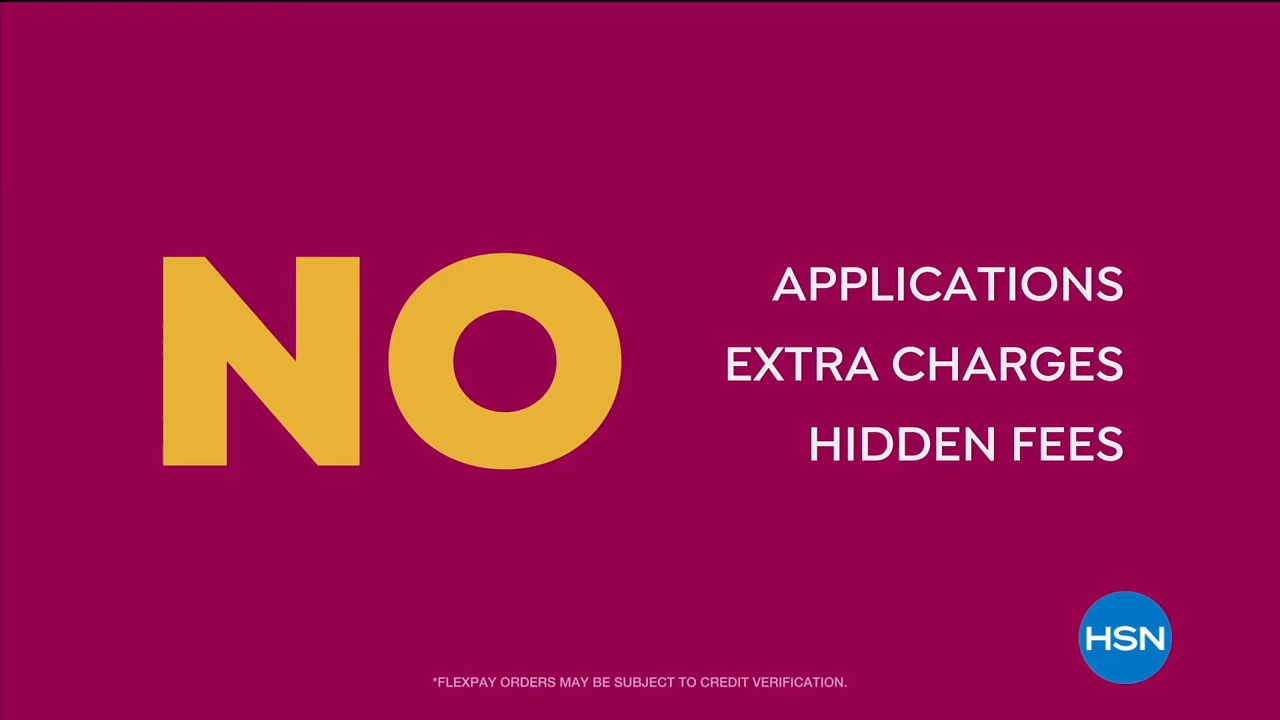 NO
APPLICATIONS
EXTRA CHARGES
HIDDEN FEES
HSN
*FLEXPAY ORDERS MAY BE SUBJECT TO CREDIT VERIFICATION.